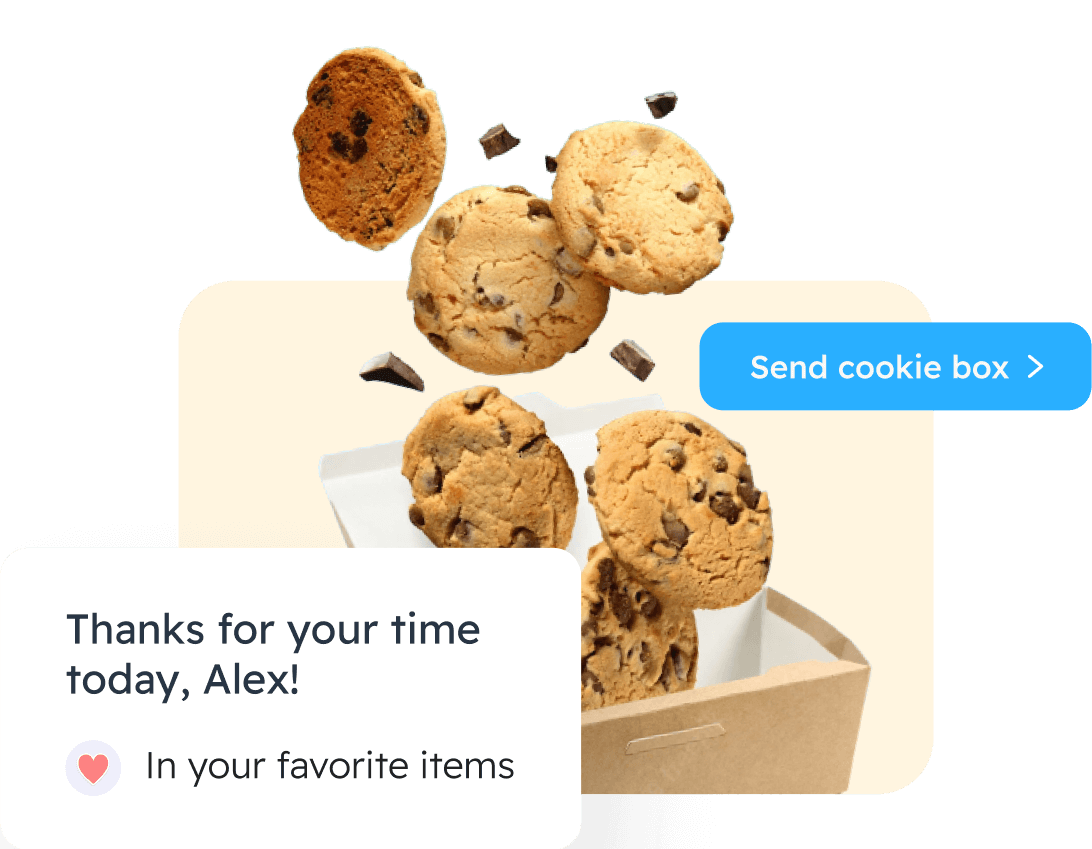 Send cookie box >
Thanks for your time
today, Alex!
In your favorite items